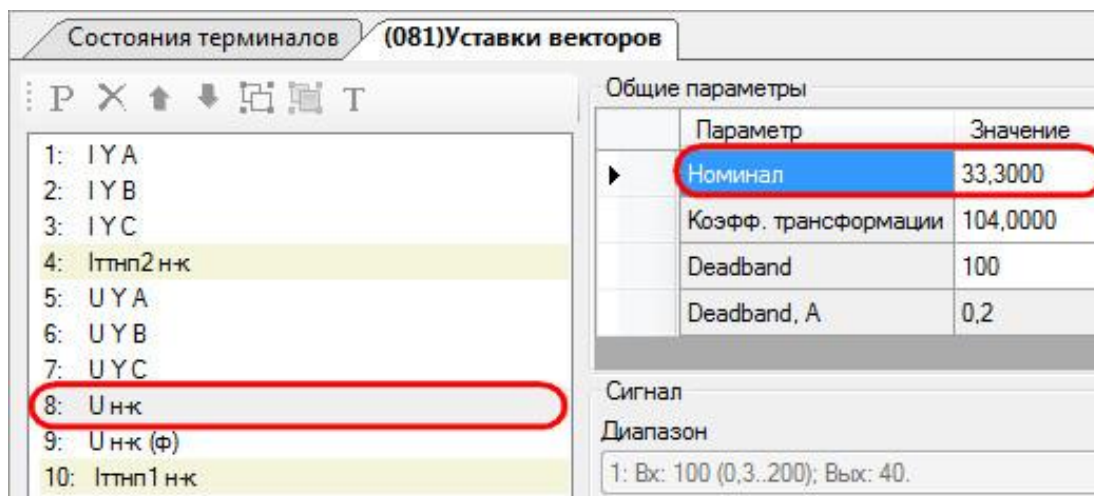 Состояния терминалов (081)Уставки векторов
P T
1: I Y A
2: I Y B
3: I Y C
4: Iттнп2 н-к
5: U Y A
6: U Y B
7: U Y C
8: U н-к
9: U н-к (ф)
10: Iттнп1 н-к
Общие параметры
Параметр Значение
Номинал 33,3000
Коэфф. трансформации 104,0000
Deadband 100
Deadband, A 0,2
Сигнал
Диапазон
1: Вх: 100 (0,3..200); Вых: 40.